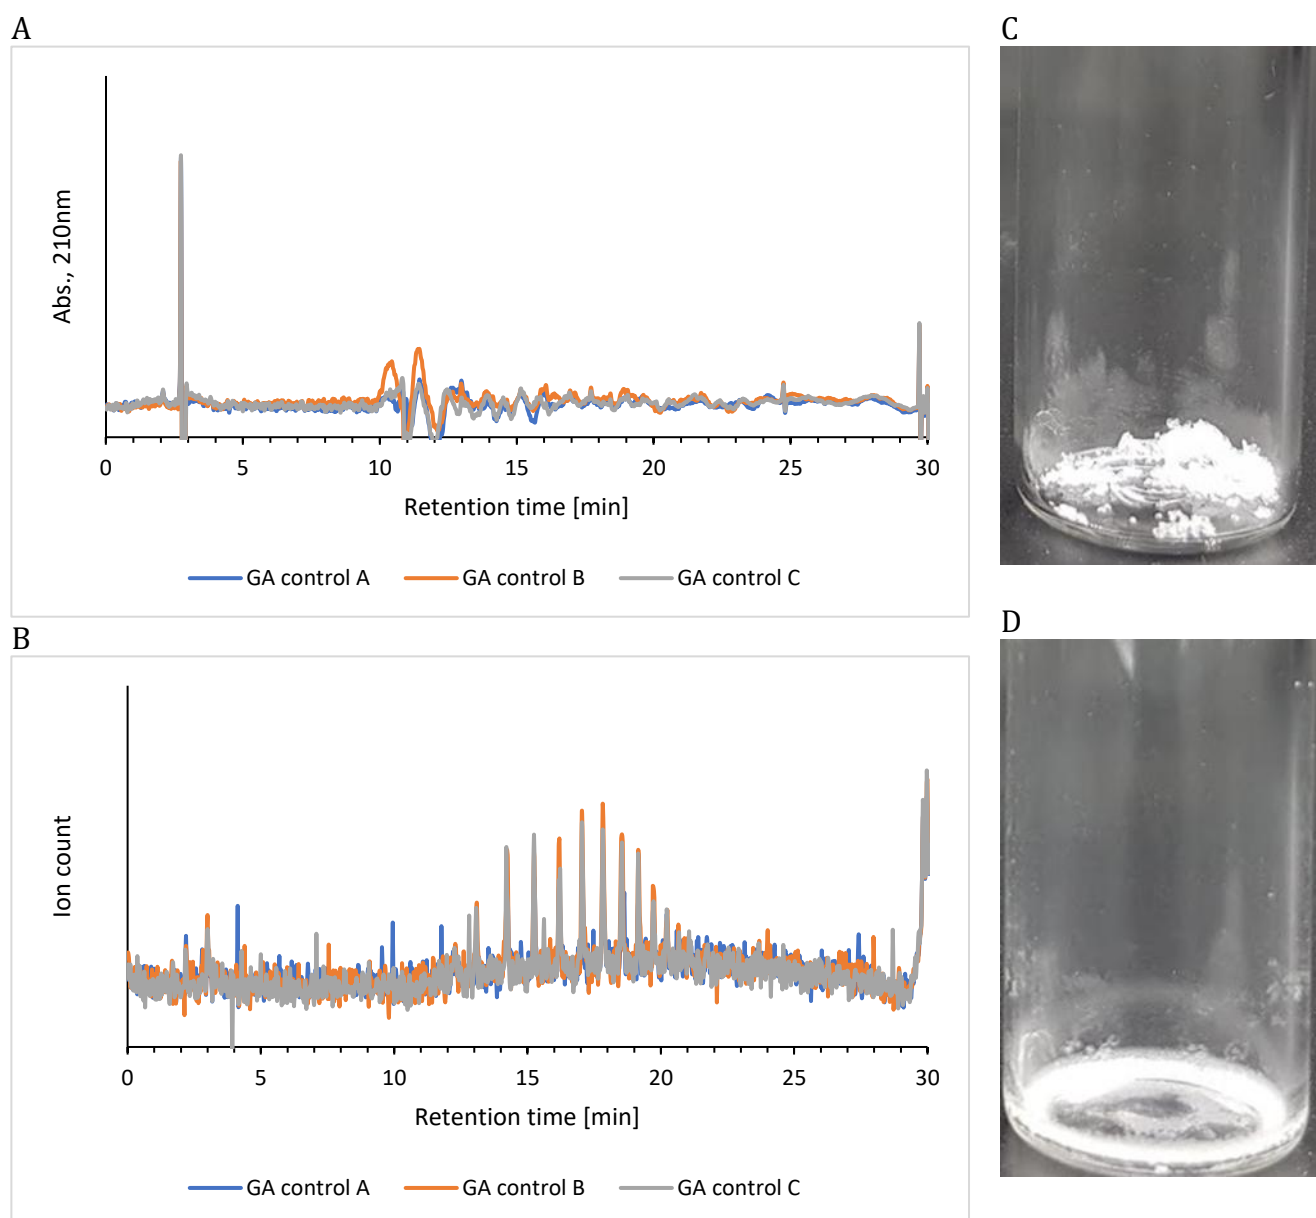 A
Abs., 210nm
0 5 10 15 20 25 30
Retention time [min]
GA control A GA control B GA control C
B
Ion count
0 5 10 15 20 25 30
Retention time [min]
GA control A GA control B GA control C
C
D